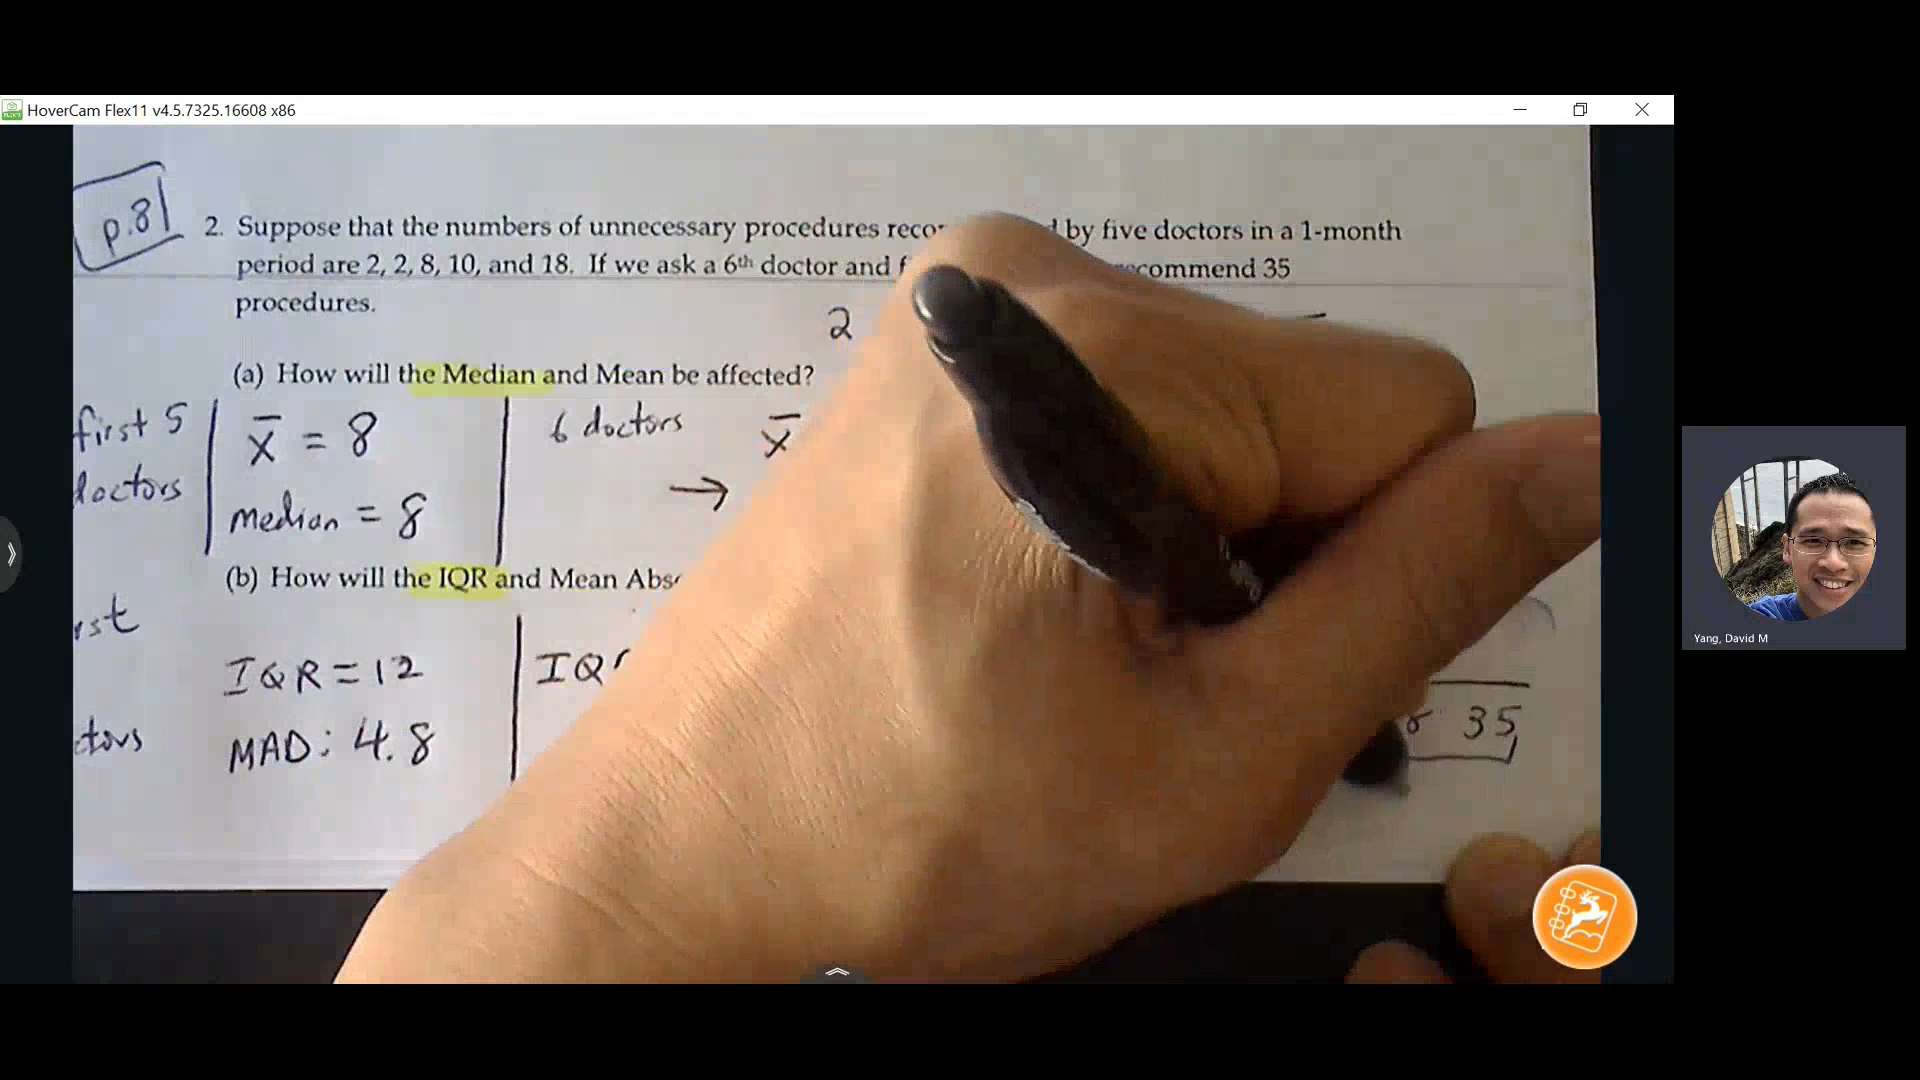 HoverCam Flex11 v4.5.7325.16608 x86
p.8
2. Suppose that the numbers of unnecessary procedures by five doctors in a 1-month
period are 2, 2, 8, 10, and 18. If we ask a 6th doctor and recommend 35
procedures.
2
(a) How will the Median and Mean be affected?
first 5
doctors
x̄ = 8
median = 8
6 doctors
x̄
→
(b) How will the IQR and Mean
IQR = 12
MAD: 4.8
IQ
35
Yang, David M